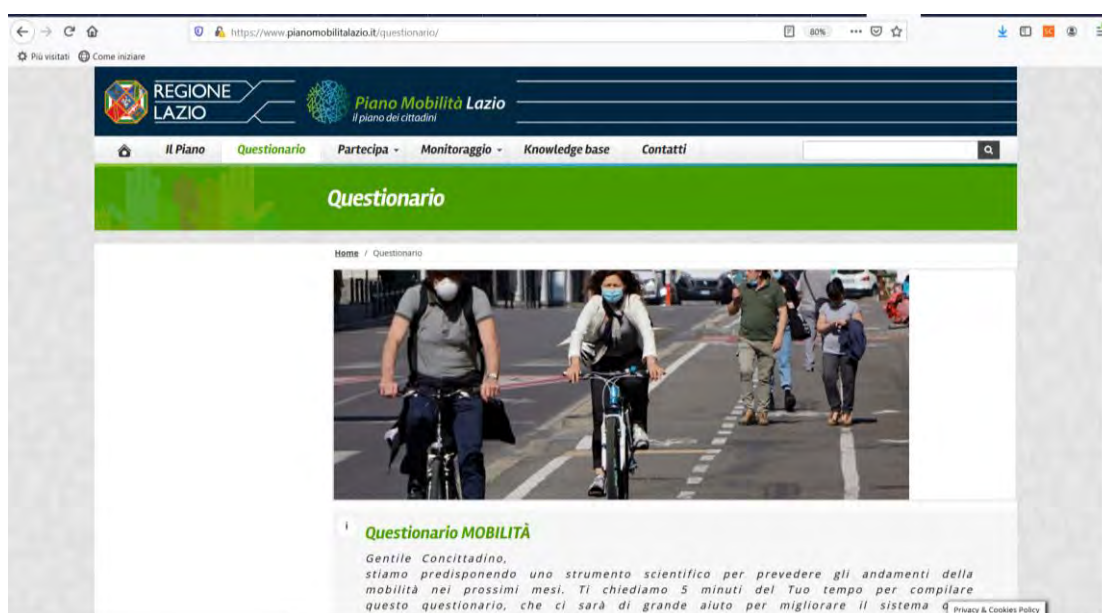 https://www.pianomobilitalazio.it/questionario/
80%
Più visitati Come iniziare
REGIONE
LAZIO
Piano Mobilità Lazio
il piano dei cittadini
Il Piano Questionario Partecipa Monitoraggio Knowledge base Contatti
Questionario
Home / Questionario
i
Questionario MOBILITÀ
Gentile Concittadino,
stiamo predisponendo uno strumento scientifico per prevedere gli andamenti della
mobilità nei prossimi mesi. Ti chiediamo 5 minuti del Tuo tempo per compilare
questo questionario, che ci sarà di grande aiuto per migliorare il sistema
Privacy & Cookies Policy